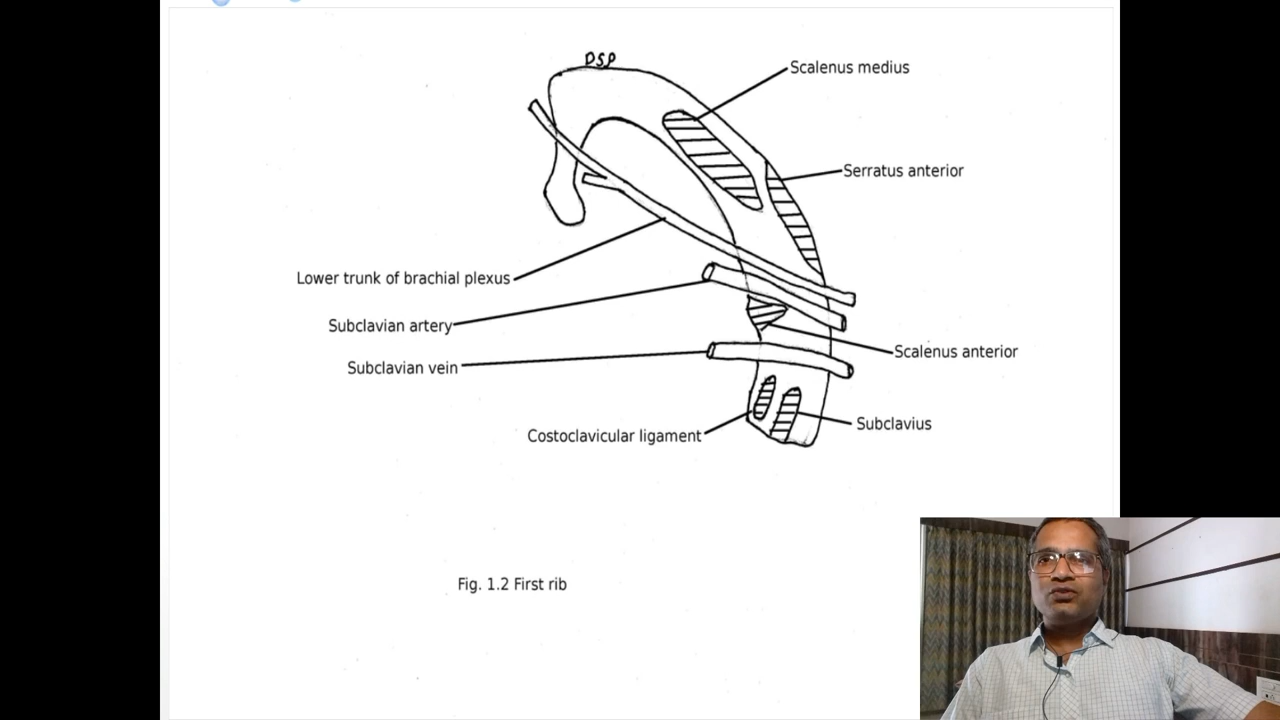 DSP
Scalenus medius
Serratus anterior
Lower trunk of brachial plexus
Subclavian artery
Scalenus anterior
Subclavian vein
Subclavius
Costoclavicular ligament
Fig. 1.2 First rib